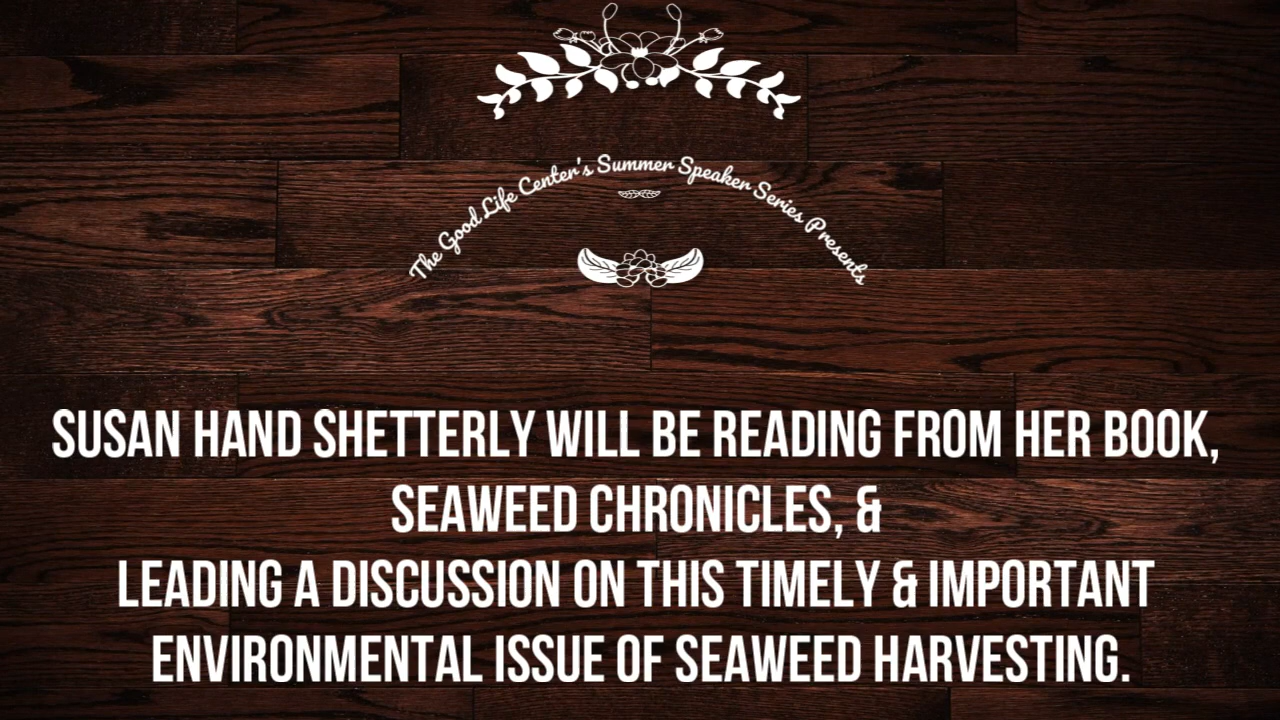 The Good Life Center's Summer Speaker Series Presents
SUSAN HAND SHETTERLY WILL BE READING FROM HER BOOK,
SEAWEED CHRONICLES, &
LEADING A DISCUSSION ON THIS TIMELY & IMPORTANT
ENVIRONMENTAL ISSUE OF SEAWEED HARVESTING.